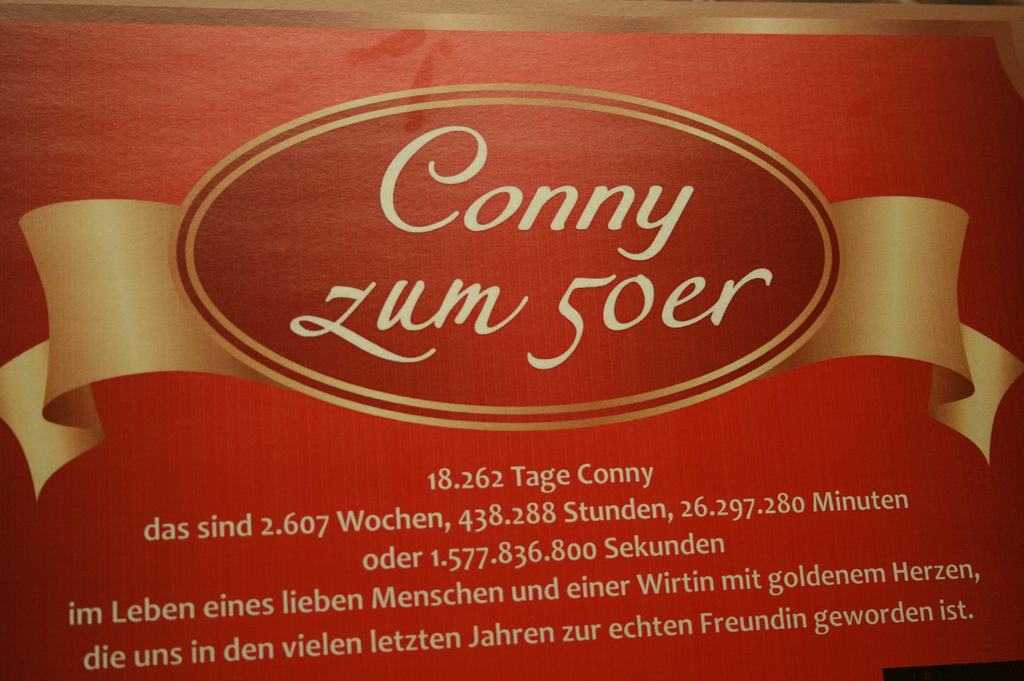 Conny
zum 50er
18.262 Tage Conny
das sind 2.607 Wochen, 438.288 Stunden, 26.297.280 Minuten
oder 1.577.836.800 Sekunden
im Leben eines lieben Menschen und einer Wirtin mit goldenem Herzen,
die uns in den vielen letzten Jahren zur echten Freundin geworden ist.